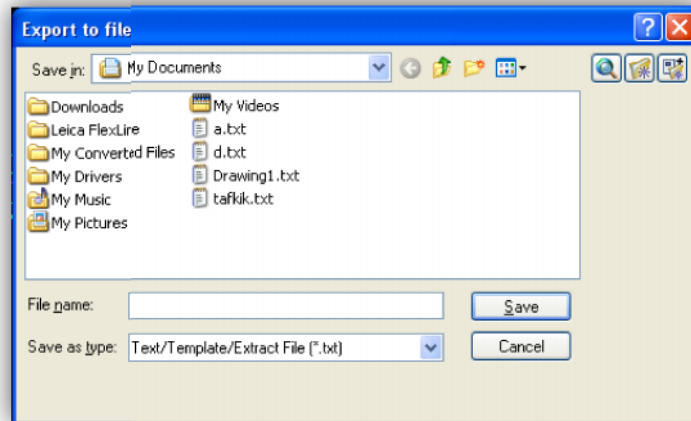 Export to file
Save in: My Documents
Downloads
Leica FlexLire
My Converted Files
My Drivers
My Music
My Pictures
My Videos
a.txt
d.txt
Drawing1.txt
tafkik.txt
File name:
Save
Save as type: Text/Template/Extract File (*.txt)
Cancel